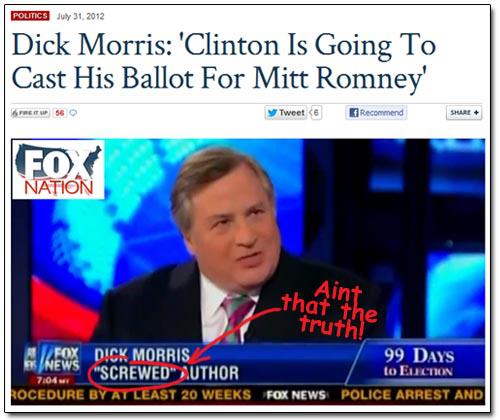 POLITICS July 31, 2012
Dick Morris: 'Clinton Is Going To
Cast His Ballot For Mitt Romney'
FIRE IT UP 56 Tweet 6 Recommend SHARE +
FOX
NATION
Aint
that the
truth!
FOX
NEWS
7:04 MT
DICK MORRIS
"SCREWED" AUTHOR
99 DAYS
to ELECTION
ROCEDURE BY AT LEAST 20 WEEKS FOX NEWS POLICE ARREST AND